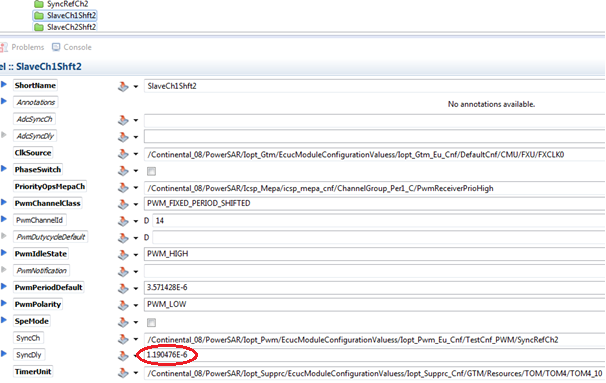 SyncRefCh2
SlaveCh1Shft2
SlaveCh2Shft2
Problems Console
el :: SlaveCh1Shft2
ShortName SlaveCh1Shft2
Annotations No annotations available.
AdcSyncCh
AdcSyncDly
ClkSource /Continental_08/PowerSAR/Iopt_Gtm/EcucModuleConfigurationValuess/Iopt_Gtm_Eu_Cnf/DefaultCnf/CMU/FXU/FXCLK0
PhaseSwitch
PriorityOpsMepaCh /Continental_08/PowerSAR/Icsp_Mepa/icsp_mepa_cnf/ChannelGroup_Per1_C/PwmReceiverPrioHigh
PwmChannelClass PWM_FIXED_PERIOD_SHIFTED
PwmChannelId D 14
PwmDutycycleDefault D
PwmIdleState PWM_HIGH
PwmNotification
PwmPeriodDefault 3.571428E-6
PwmPolarity PWM_LOW
SpeMode
SyncCh /Continental_08/PowerSAR/Iopt_Pwm/EcucModuleConfigurationValuess/Iopt_Pwm_Eu_Cnf/TestCnf_PWM/SyncRefCh2
SyncDly 1.190476E-6
TimerUnit /Continental_08/PowerSAR/Iopt_Supprc/EcucModuleConfigurationValuess/Iopt_Supprc_Cnf/GTM/Resources/TOM/TOM4/TOM4_10